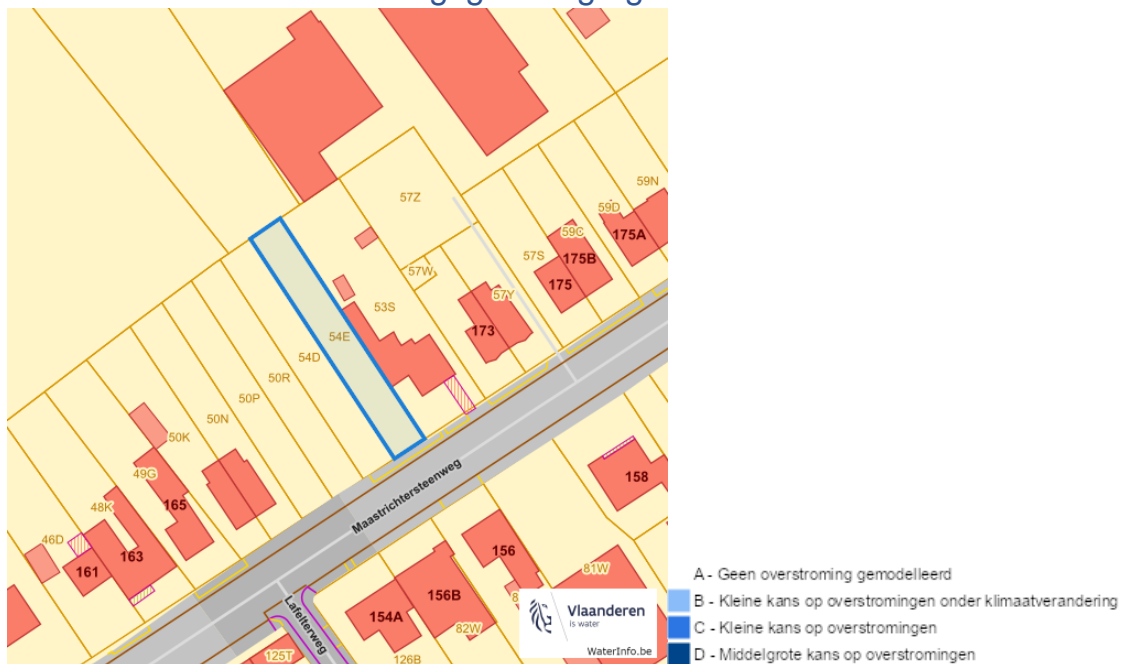 57Z
59N
59D
175A
59C
175B
57S
175
57W
57Y
173
53S
54E
54D
50R
50P
50N
50K
49G
165
48K
163
46D
161
Maastrichtersteenweg
158
156
81W
154A
156B
82W
Lafelterweg
125T
126B
Vlaanderen
is water
WaterInfo.be
A - Geen overstroming gemodelleerd
B - Kleine kans op overstromingen onder klimaatverandering
C - Kleine kans op overstromingen
D - Middelgrote kans op overstromingen